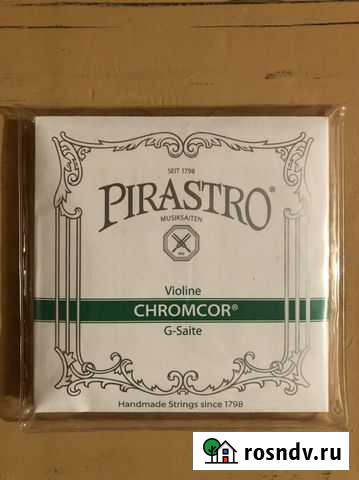 SEIT 1798
PIRASTRO®
MUSIKSAITEN
Violine
CHROMCOR®
G-Saite
Handmade Strings since 1798
rosndv.ru